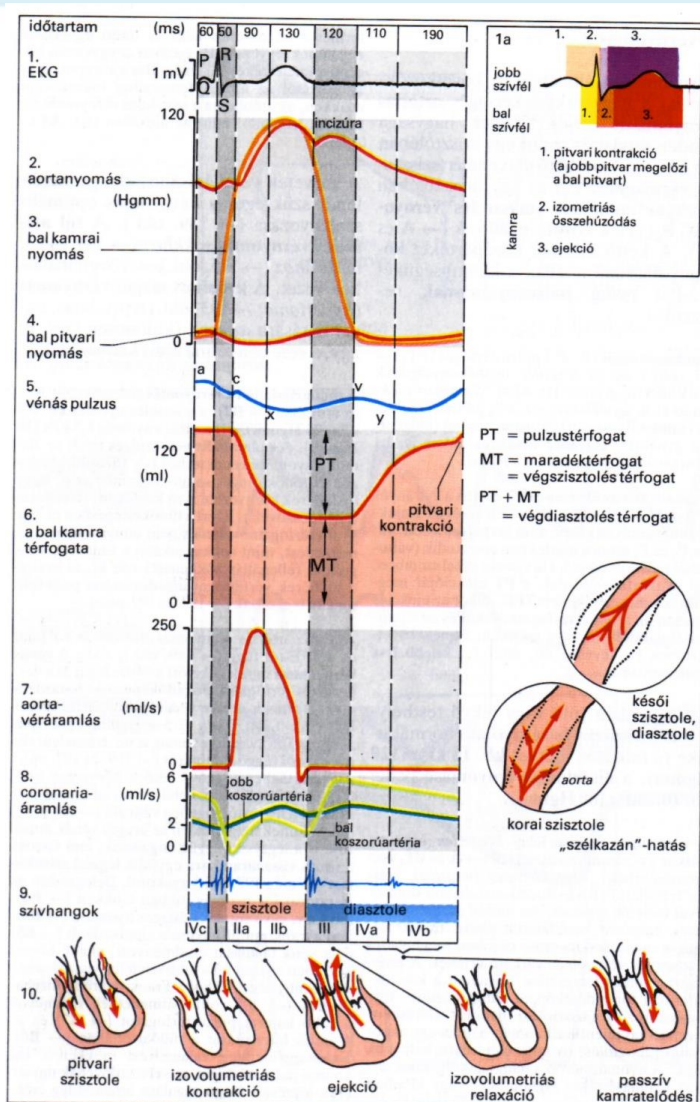 időtartam (ms) 60 50 90 130 120 110 190
1.
EKG
1 mV
P
Q
R
S
T
120
incizúra
2.
aortanyomás
(Hgmm)
3.
bal kamrai
nyomás
4.
bal pitvari
nyomás
0
5.
vénás pulzus
a
c
x
v
y
120
(ml)
PT
MT
pitvari
kontrakció
6.
a bal kamra
térfogata
0
250
7.
aorta-
véráramlás
(ml/s)
0
8.
coronaria-
áramlás
(ml/s)
6
4
2
0
jobb
koszorúartéria
bal
koszorúartéria
9.
szívhangok
szisztole
diasztole
IVc I IIa IIb III IVa IVb
10.
pitvari
szisztole
izovolumetriás
kontrakció
ejekció
izovolumetriás
relaxáció
passzív
kamratelődés
1a
1. 2. 3.
jobb
szívfél
bal
szívfél
1. 2. 3.
1. pitvari kontrakció
(a jobb pitvar megelőzi
a bal pitvart)
kamra
2. izometriás
összehúzódás
3. ejekció
PT = pulzustérfogat
MT = maradéktérfogat
= végszisztolés térfogat
PT + MT
= végdiasztolés térfogat
késői
szisztole,
diasztole
aorta
korai szisztole
„szélkazán"-hatás